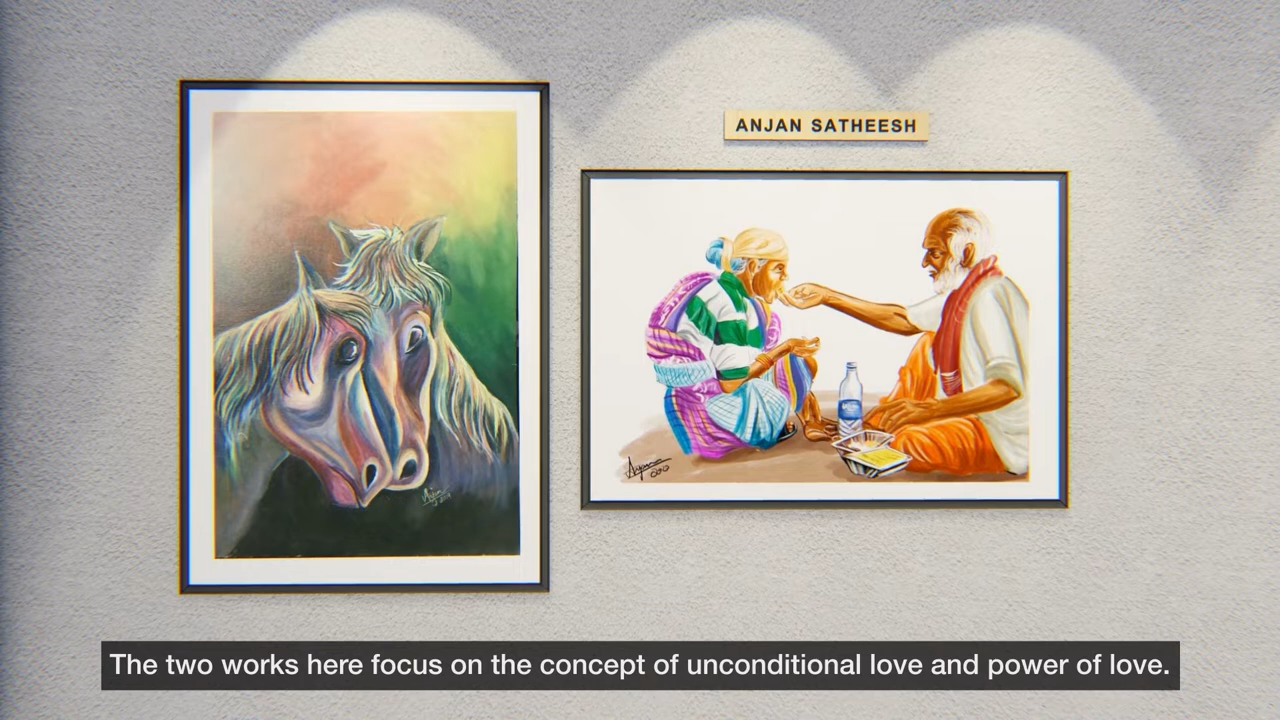 ANJAN SATHEESH
The two works here focus on the concept of unconditional love and power of love.